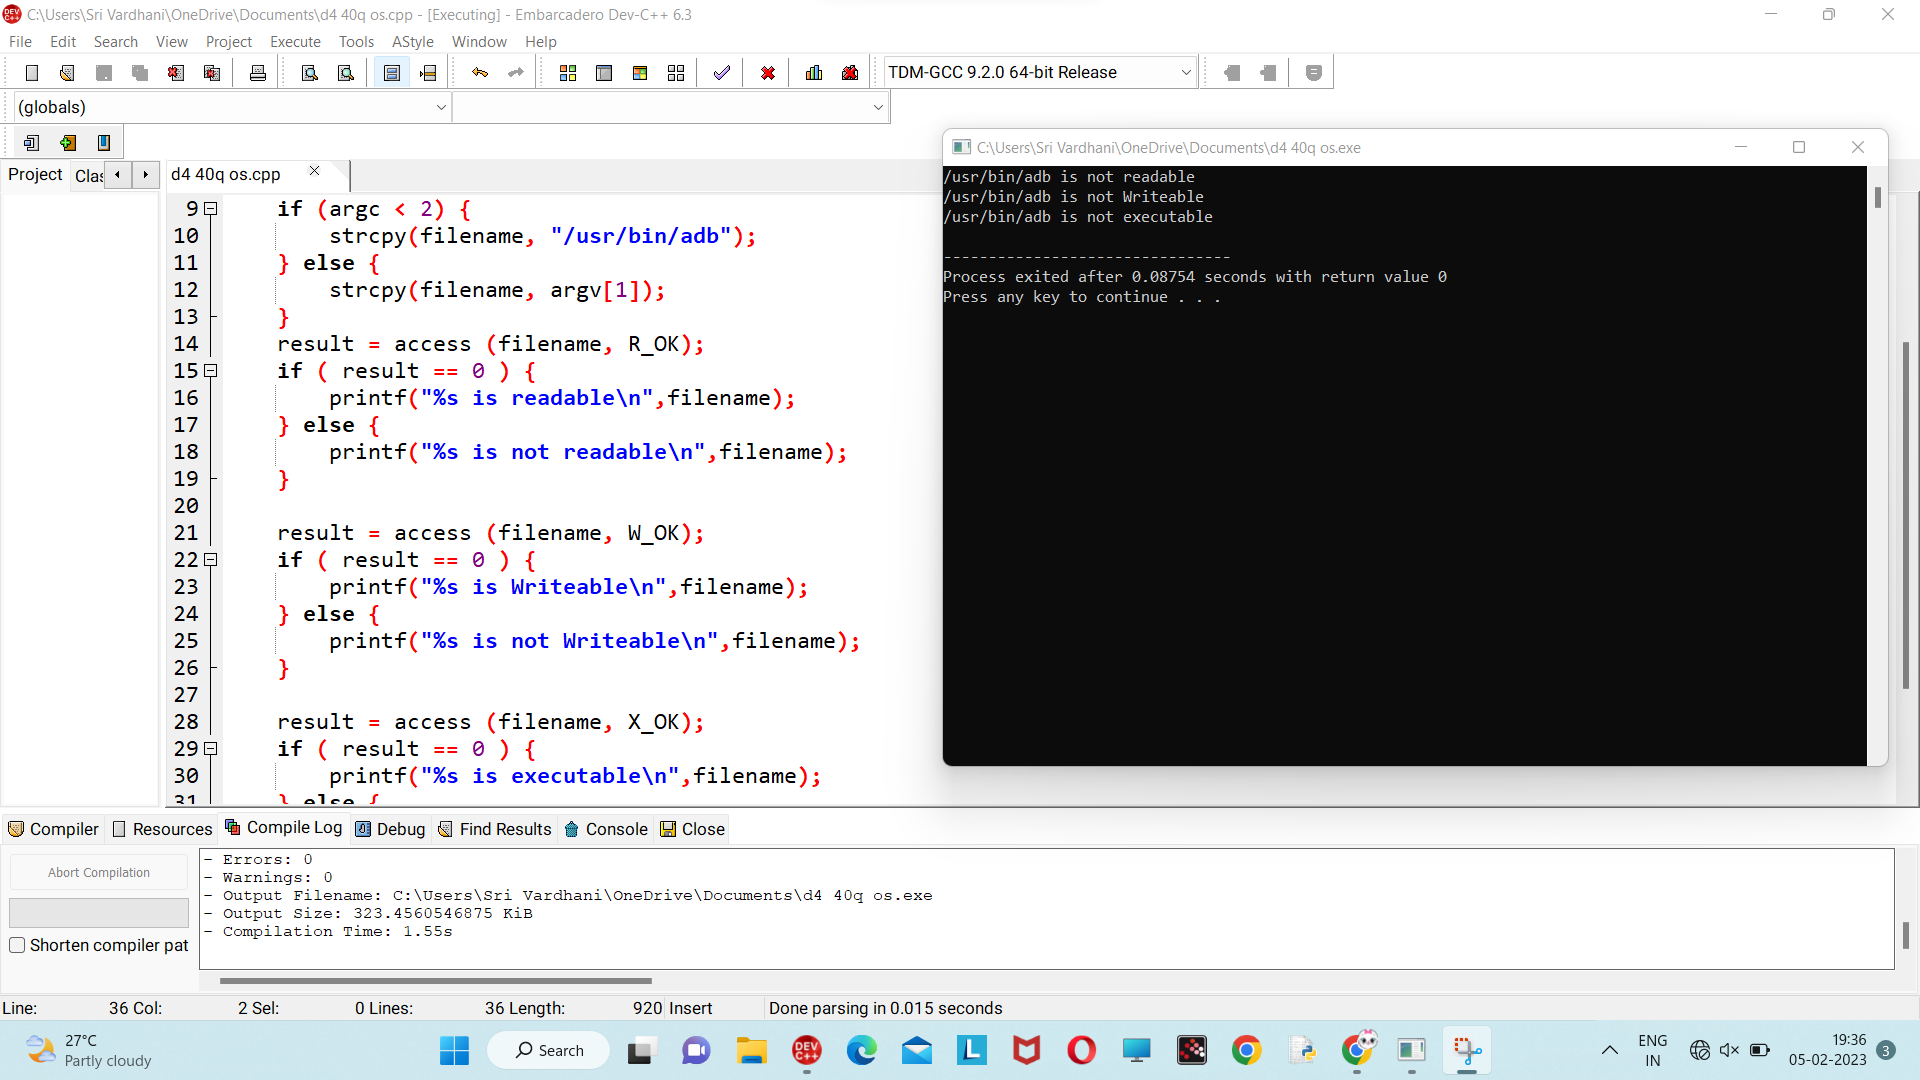 C:\Users\Sri Vardhani\OneDrive\Documents\d4 40q os.cpp - [Executing] - Embarcadero Dev-C++ 6.3
File Edit Search View Project Execute Tools AStyle Window Help
TDM-GCC 9.2.0 64-bit Release
(globals)
Project Clas
d4 40q os.cpp
9 if (argc < 2) {
10 strcpy(filename, "/usr/bin/adb");
11 } else {
12 strcpy(filename, argv[1]);
13 }
14 result = access (filename, R_OK);
15 if ( result == 0 ) {
16 printf("%s is readable\n",filename);
17 } else {
18 printf("%s is not readable\n",filename);
19 }
20
21 result = access (filename, W_OK);
22 if ( result == 0 ) {
23 printf("%s is Writeable\n",filename);
24 } else {
25 printf("%s is not Writeable\n",filename);
26 }
27
28 result = access (filename, X_OK);
29 if ( result == 0 ) {
30 printf("%s is executable\n",filename);
31 } else {
C:\Users\Sri Vardhani\OneDrive\Documents\d4 40q os.exe
/usr/bin/adb is not readable
/usr/bin/adb is not Writeable
/usr/bin/adb is not executable
--------------------------------
Process exited after 0.08754 seconds with return value 0
Press any key to continue . . .
Compiler Resources Compile Log Debug Find Results Console Close
Abort Compilation
Shorten compiler pat
- Errors: 0
- Warnings: 0
- Output Filename: C:\Users\Sri Vardhani\OneDrive\Documents\d4 40q os.exe
- Output Size: 323.4560546875 KiB
- Compilation Time: 1.55s
Line: 36 Col: 2 Sel: 0 Lines: 36 Length: 920 Insert Done parsing in 0.015 seconds
27°C
Partly cloudy
Search
DEV C++
L
ENG
IN
19:36
05-02-2023
3